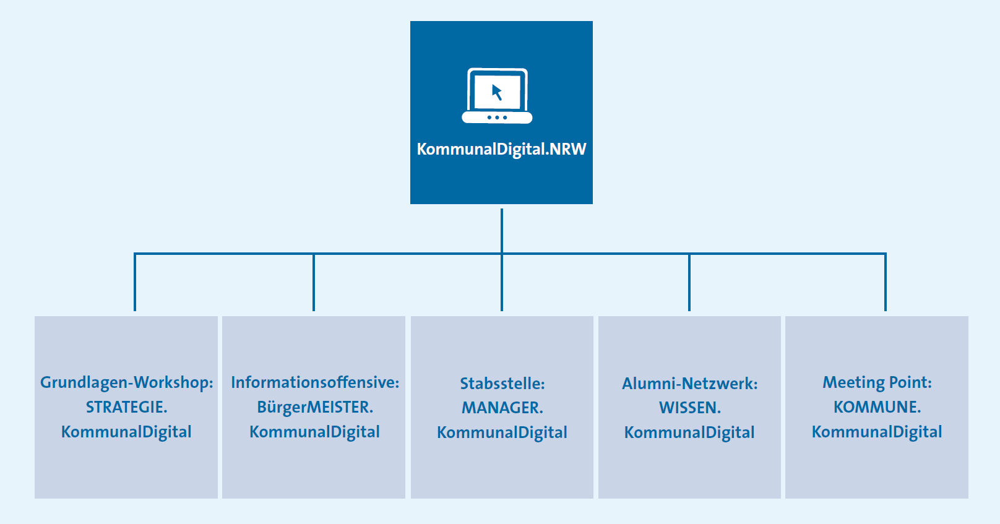 KommunalDigital.NRW
Grundlagen-Workshop:
STRATEGIE.
KommunalDigital
Informationsoffensive:
BürgerMEISTER.
KommunalDigital
Stabsstelle:
MANAGER.
KommunalDigital
Alumni-Netzwerk:
WISSEN.
KommunalDigital
Meeting Point:
KOMMUNE.
KommunalDigital